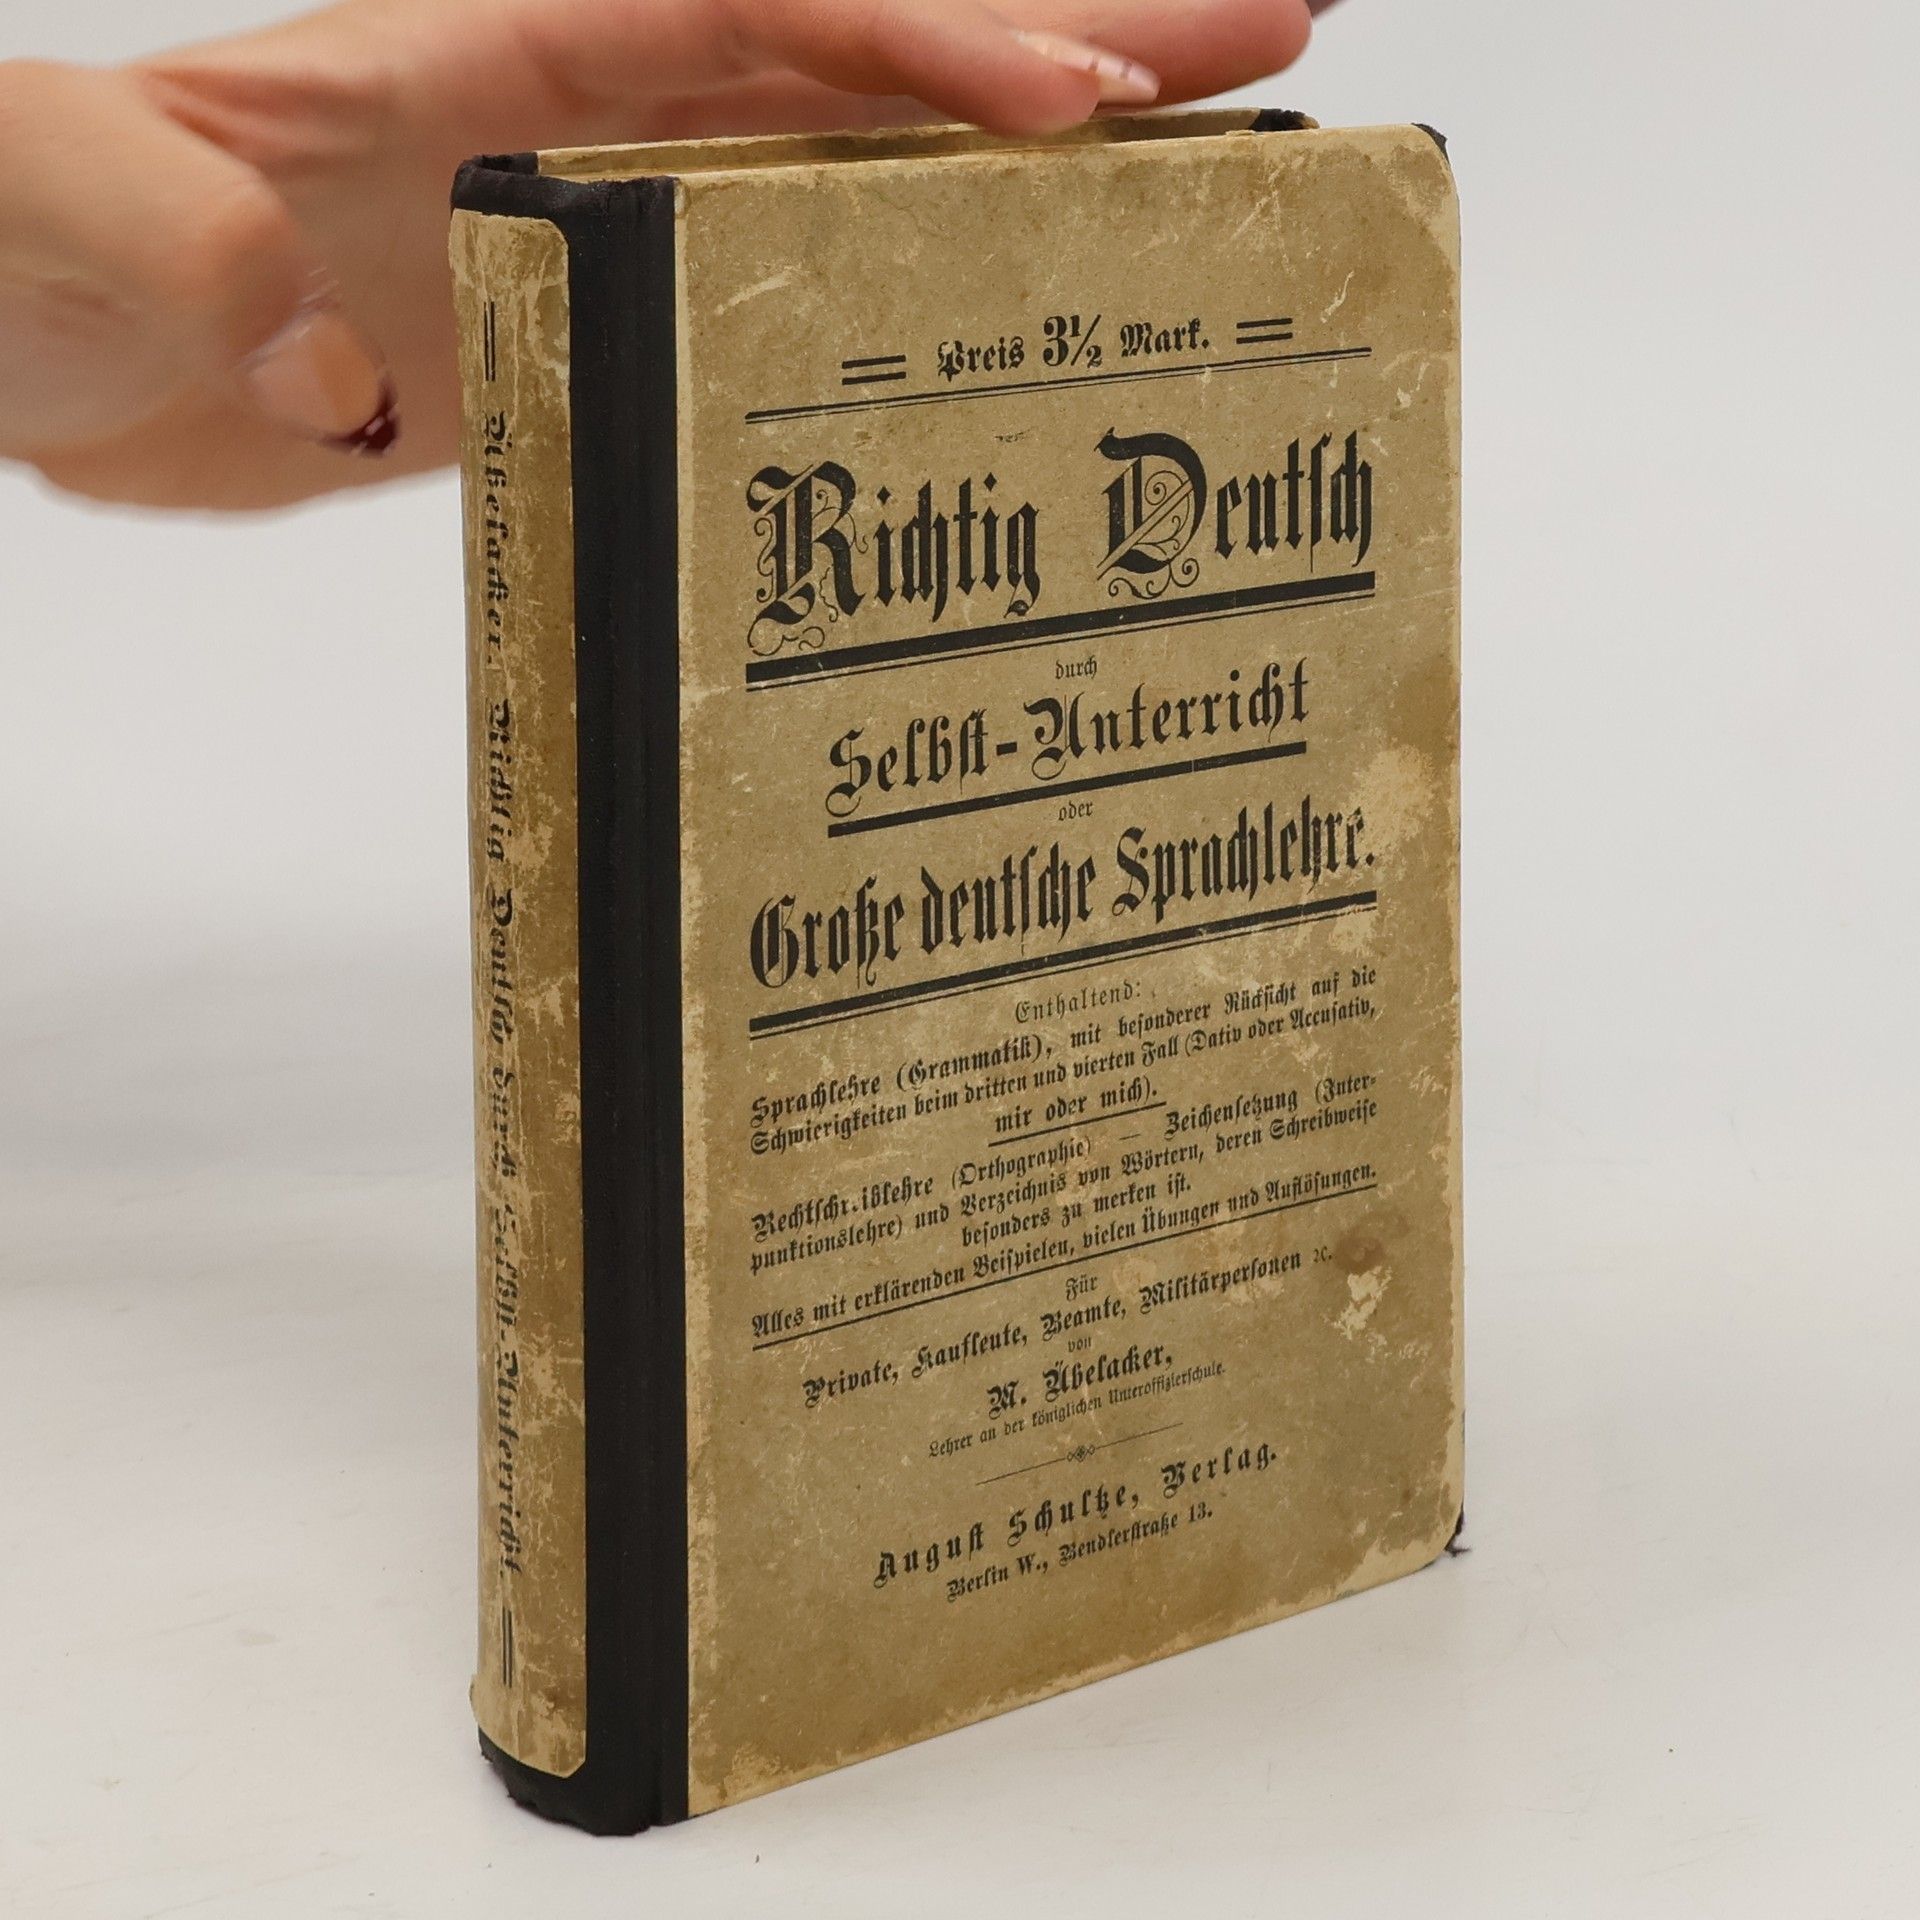 Preis 3½ Mark.
Richtig Deutsch
durch
Selbst-Unterricht
oder
Große deutsche Sprachlehre.
Enthaltend:
Sprachlehre (Grammatik), mit besonderer Rücksicht auf die
Schwierigkeiten beim dritten und vierten Fall (Dativ oder Accusativ,
mir oder mich).
Rechtschreiblehre (Orthographie) — Zeichensetzung (Inter-
punktionslehre) und Verzeichnis von Wörtern, deren Schreibweise
besonders zu merken ist.
Alles mit erklärenden Beispielen, vielen Übungen und Auflösungen.
Für
Private, Kaufleute, Beamte, Militärpersonen ꝛc.
von
M. Übelacker,
Lehrer an der königlichen Unteroffizierschule.
August Schultze, Verlag.
Berlin W., Bendlerstraße 13.
Übelacker. Richtig Deutsch durch Selbst-Unterricht.